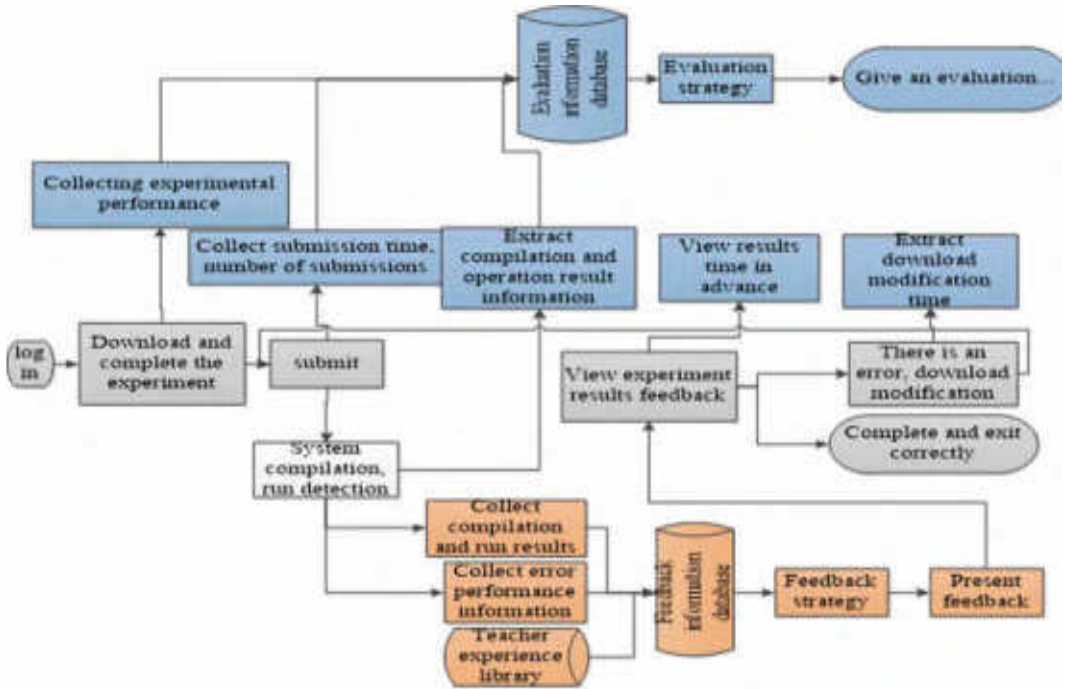 Evaluation
information
database
Evaluation
strategy
Give an evaluation...
Collecting experimental
performance
Collect submission time,
number of submissions
Extract
compilation and
operation result
information
View results
time in
advance
Extract
download
modification
time
log
in
Download and
complete the
experiment
submit
View experiment
results feedback
There is an
error, download
modification
Complete and exit
correctly
System
compilation,
run detection
Collect
compilation
and run results
Collect error
performance
information
Teacher
experience
library
Feedback
information
database
Feedback
strategy
Present
feedback